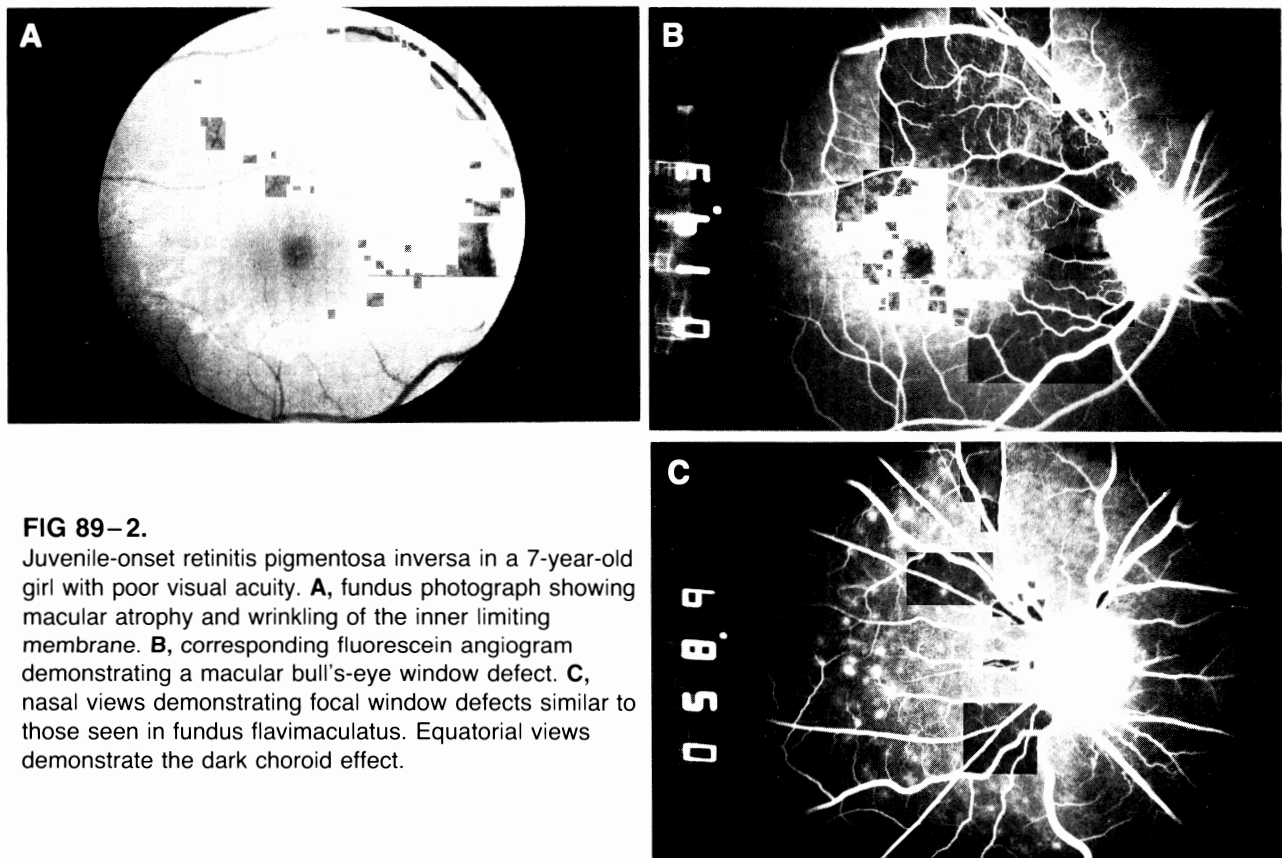 A
B
C
FIG 89–2.
Juvenile-onset retinitis pigmentosa inversa in a 7-year-old
girl with poor visual acuity. A, fundus photograph showing
macular atrophy and wrinkling of the inner limiting
membrane. B, corresponding fluorescein angiogram
demonstrating a macular bull's-eye window defect. C,
nasal views demonstrating focal window defects similar to
those seen in fundus flavimaculatus. Equatorial views
demonstrate the dark choroid effect.